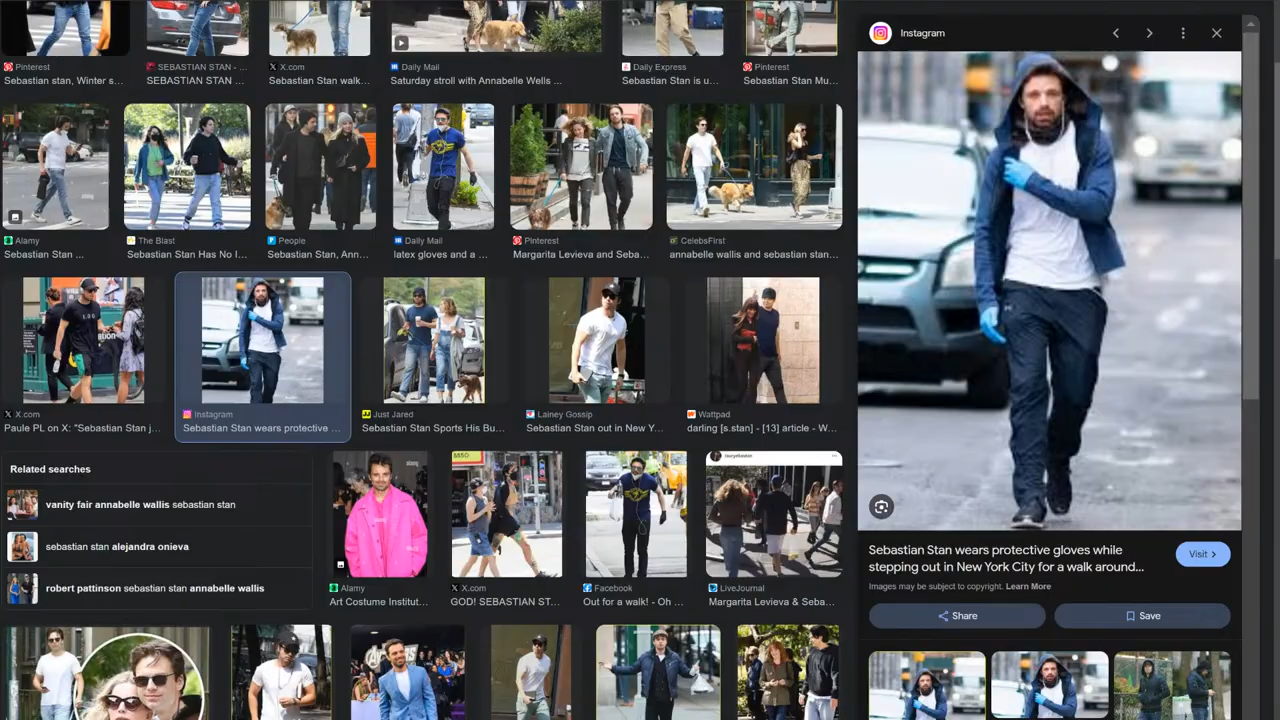 Pinterest
Sebastian stan, Winter s...
SEBASTIAN STAN - ...
SEBASTIAN STAN ...
X.com
Sebastian Stan walk...
Daily Mail
Saturday stroll with Annabelle Wells ...
Daily Express
Sebastian Stan is u...
Pinterest
Sebastian Stan Mu...
Alamy
Sebastian Stan ...
The Blast
Sebastian Stan Has No I...
People
Sebastian Stan, Ann...
Daily Mail
latex gloves and a ...
Pinterest
Margarita Levieva and Seba...
CelebsFirst
annabelle wallis and sebastian stan...
X.com
Paule PL on X: "Sebastian Stan j...
Instagram
Sebastian Stan wears protective ...
Just Jared
Sebastian Stan Sports His Bu...
Lainey Gossip
Sebastian Stan out in New Y...
Wattpad
darling [s.stan] - [13] article - W...
Related searches
vanity fair annabelle wallis sebastian stan
sebastian stan alejandra onieva
robert pattinson sebastian stan annabelle wallis
Alamy
Art Costume Institut...
X.com
GOD! SEBASTIAN ST...
Facebook
Out for a walk! - Oh ...
LiveJournal
Margarita Levieva & Seba...
Instagram
Sebastian Stan wears protective gloves while
stepping out in New York City for a walk around...
Visit
Images may be subject to copyright. Learn More
Share
Save